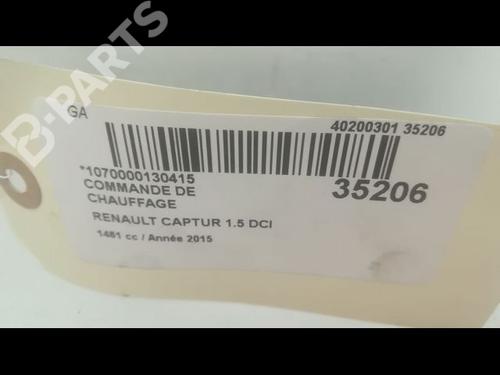 B-PARTS
GA
40200301 35206
*1070000130415
35206
COMMANDE DE
CHAUFFAGE
RENAULT CAPTUR 1.5 DCI
1461 cc / Année 2015